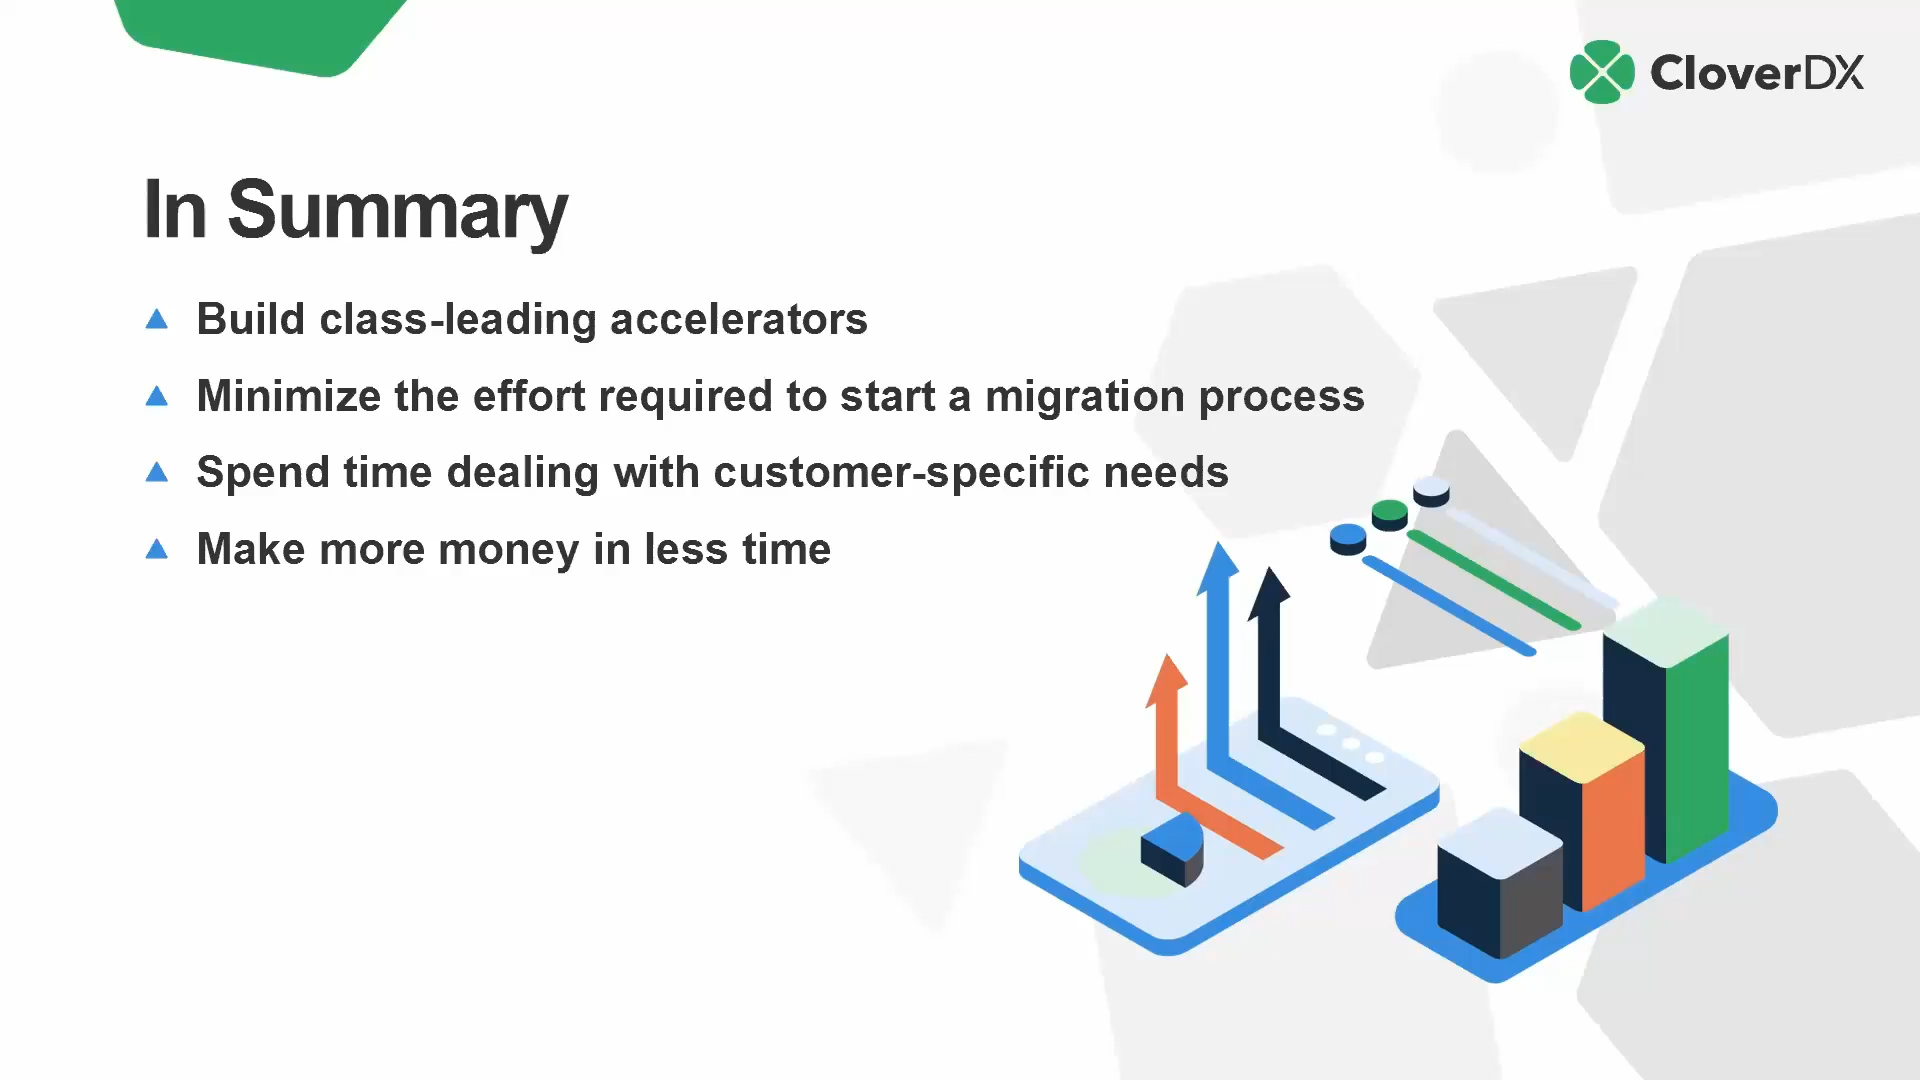 CloverDX
In Summary
Build class-leading accelerators
Minimize the effort required to start a migration process
Spend time dealing with customer-specific needs
Make more money in less time